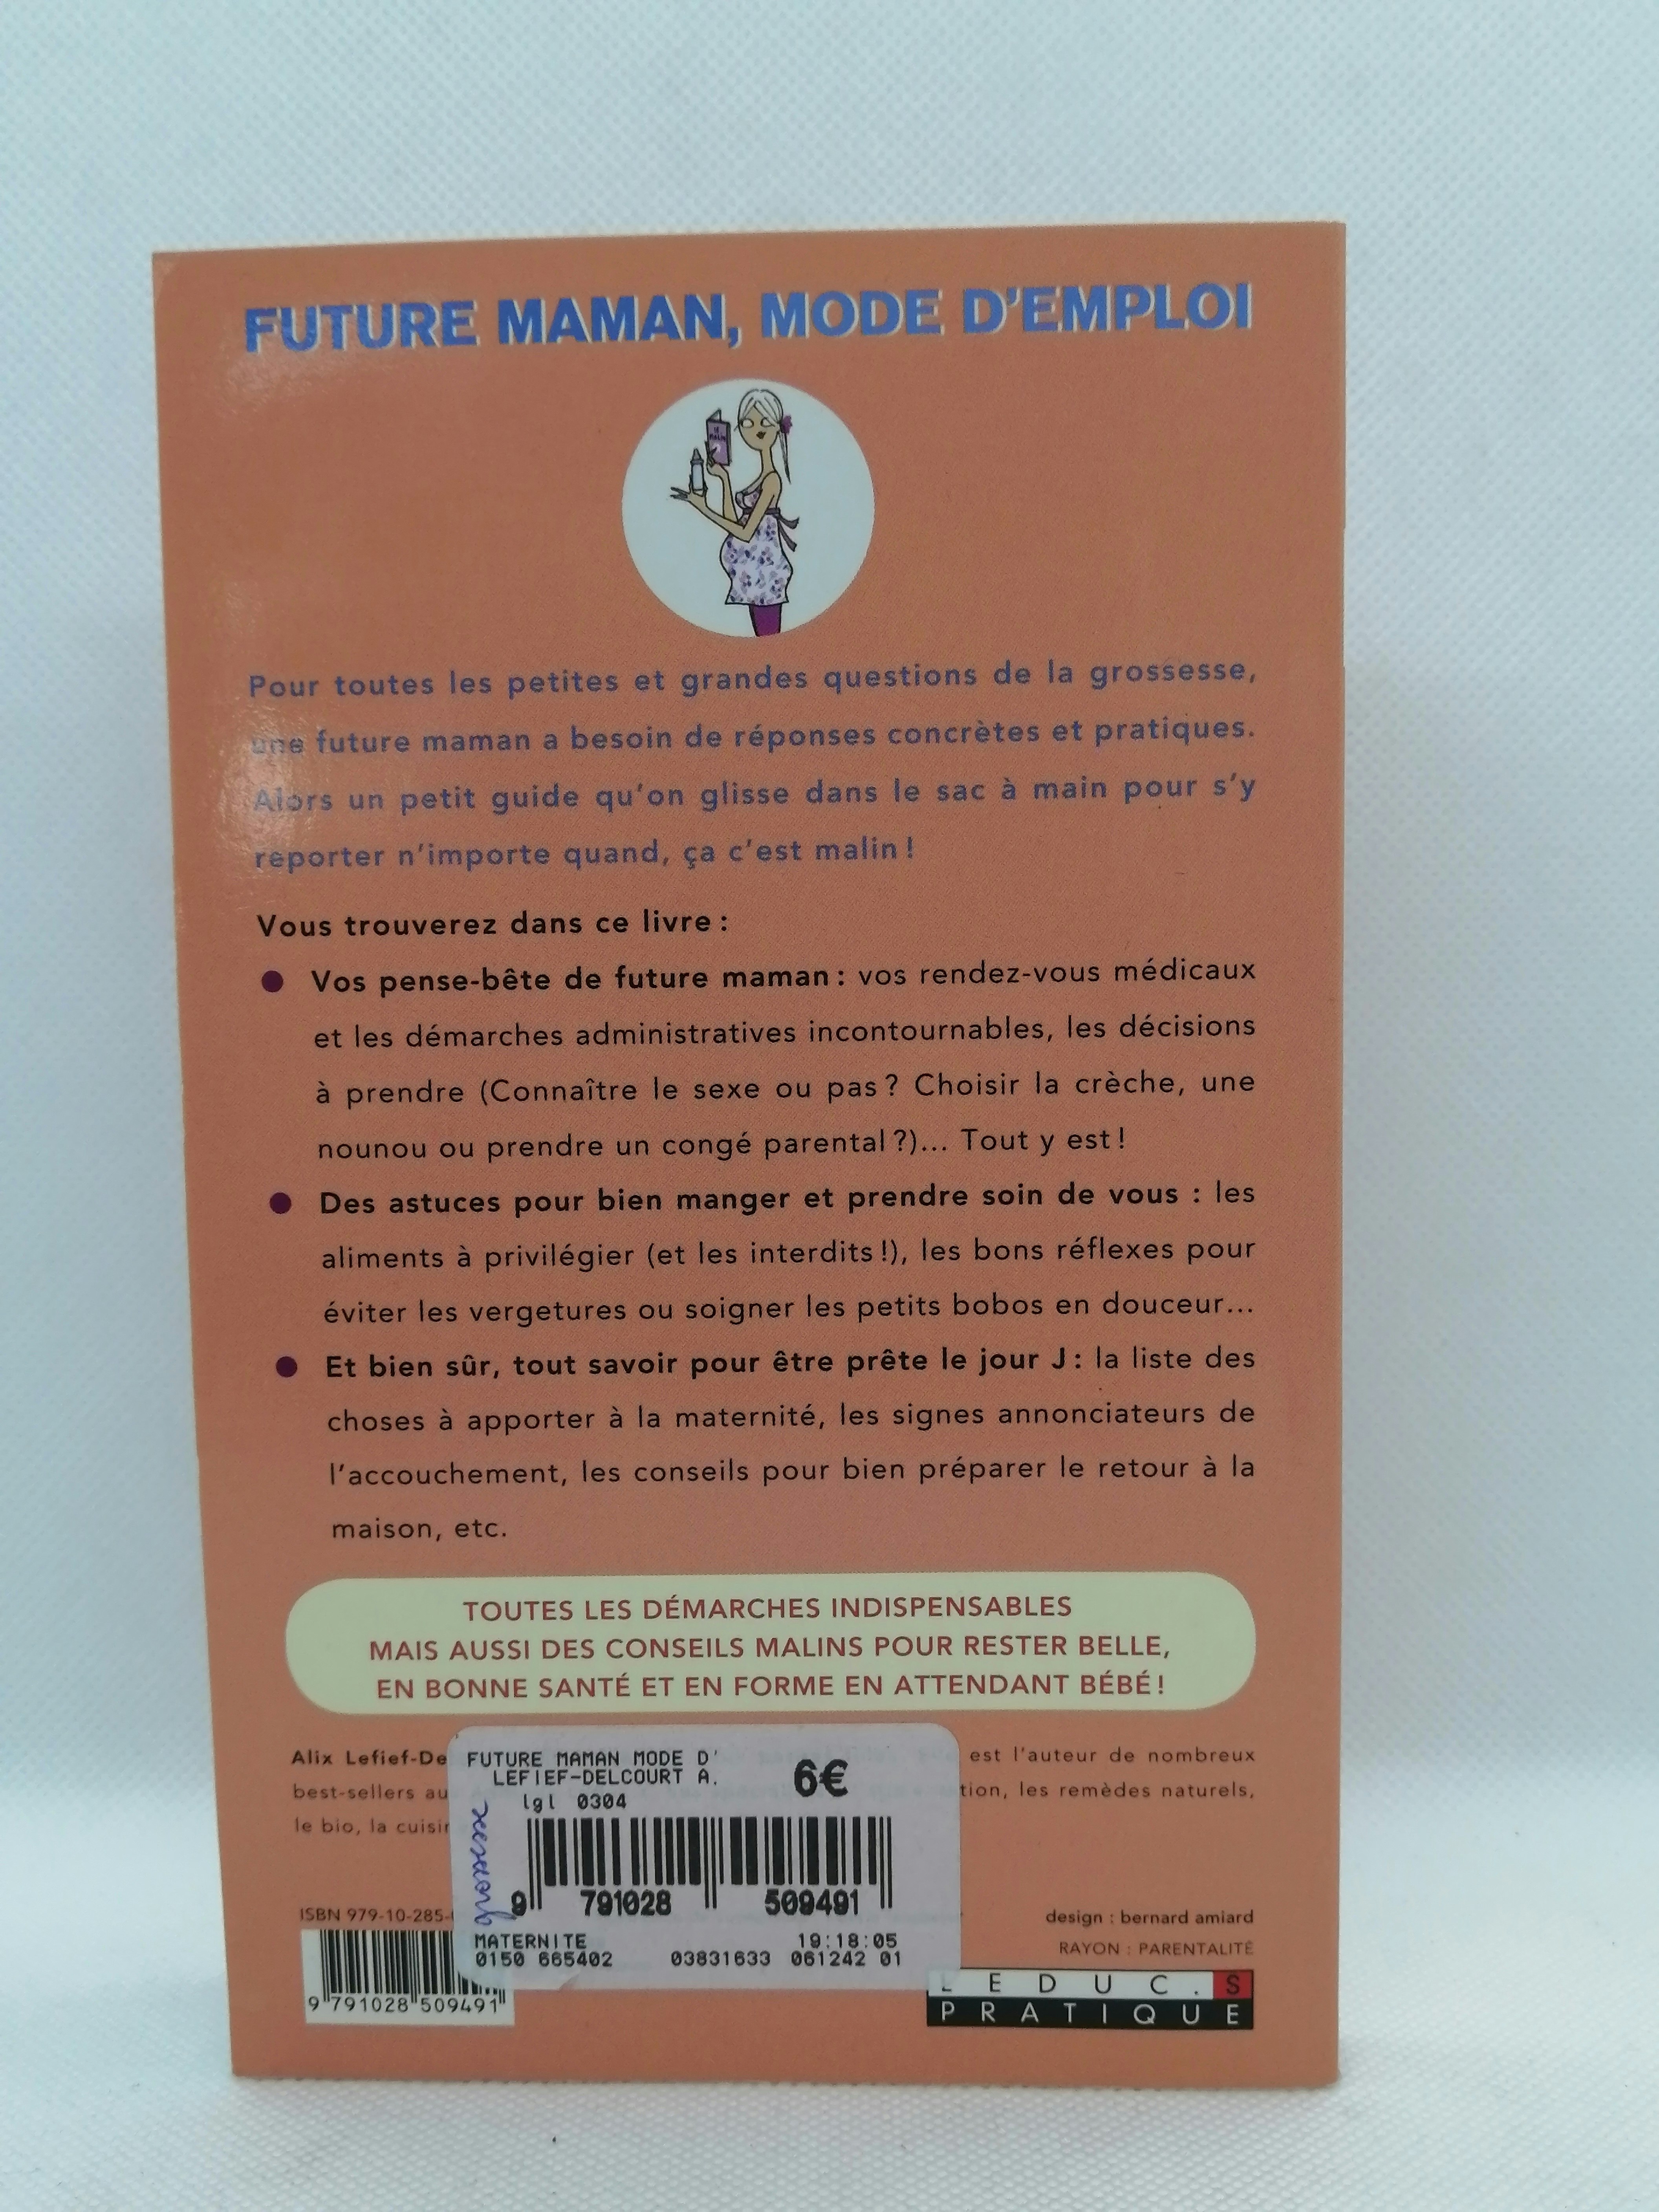 FUTURE MAMAN, MODE D'EMPLOI
LE MALIN
Pour toutes les petites et grandes questions de la grossesse,
une future maman a besoin de réponses concrètes et pratiques.
Alors un petit guide qu'on glisse dans le sac à main pour s'y
reporter n'importe quand, ça c'est malin !
Vous trouverez dans ce livre :
● Vos pense-bête de future maman : vos rendez-vous médicaux
et les démarches administratives incontournables, les décisions
à prendre (Connaître le sexe ou pas ? Choisir la crèche, une
nounou ou prendre un congé parental ?)... Tout y est !
● Des astuces pour bien manger et prendre soin de vous : les
aliments à privilégier (et les interdits !), les bons réflexes pour
éviter les vergetures ou soigner les petits bobos en douceur...
● Et bien sûr, tout savoir pour être prête le jour J : la liste des
choses à apporter à la maternité, les signes annonciateurs de
l'accouchement, les conseils pour bien préparer le retour à la
maison, etc.
TOUTES LES DÉMARCHES INDISPENSABLES
MAIS AUSSI DES CONSEILS MALINS POUR RESTER BELLE,
EN BONNE SANTÉ ET EN FORME EN ATTENDANT BÉBÉ !
Alix Lefief-De est l'auteur de nombreux
best-sellers au tion, les remèdes naturels,
le bio, la cuisin
FUTURE MAMAN MODE D'
LEFIEF-DELCOURT A.
6€
lgl 0304
9 791028 509491
MATERNITE 19:18:05
0150 665402 03831633 061242 01
ISBN 979-10-285-
9 791028 509491
design : bernard amiard
RAYON : PARENTALITÉ
LEDUC.S
PRATIQUE